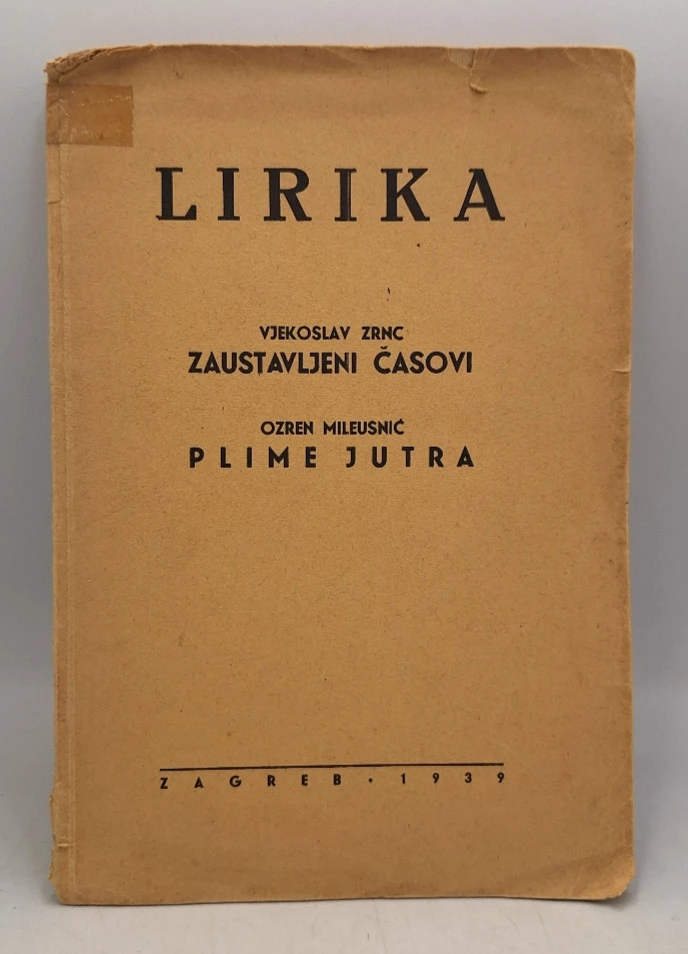 LIRIKA
VJEKOSLAV ZRNC
ZAUSTAVLJENI ČASOVI
OZREN MILEUSNIĆ
PLIME JUTRA
ZAGREB • 1939